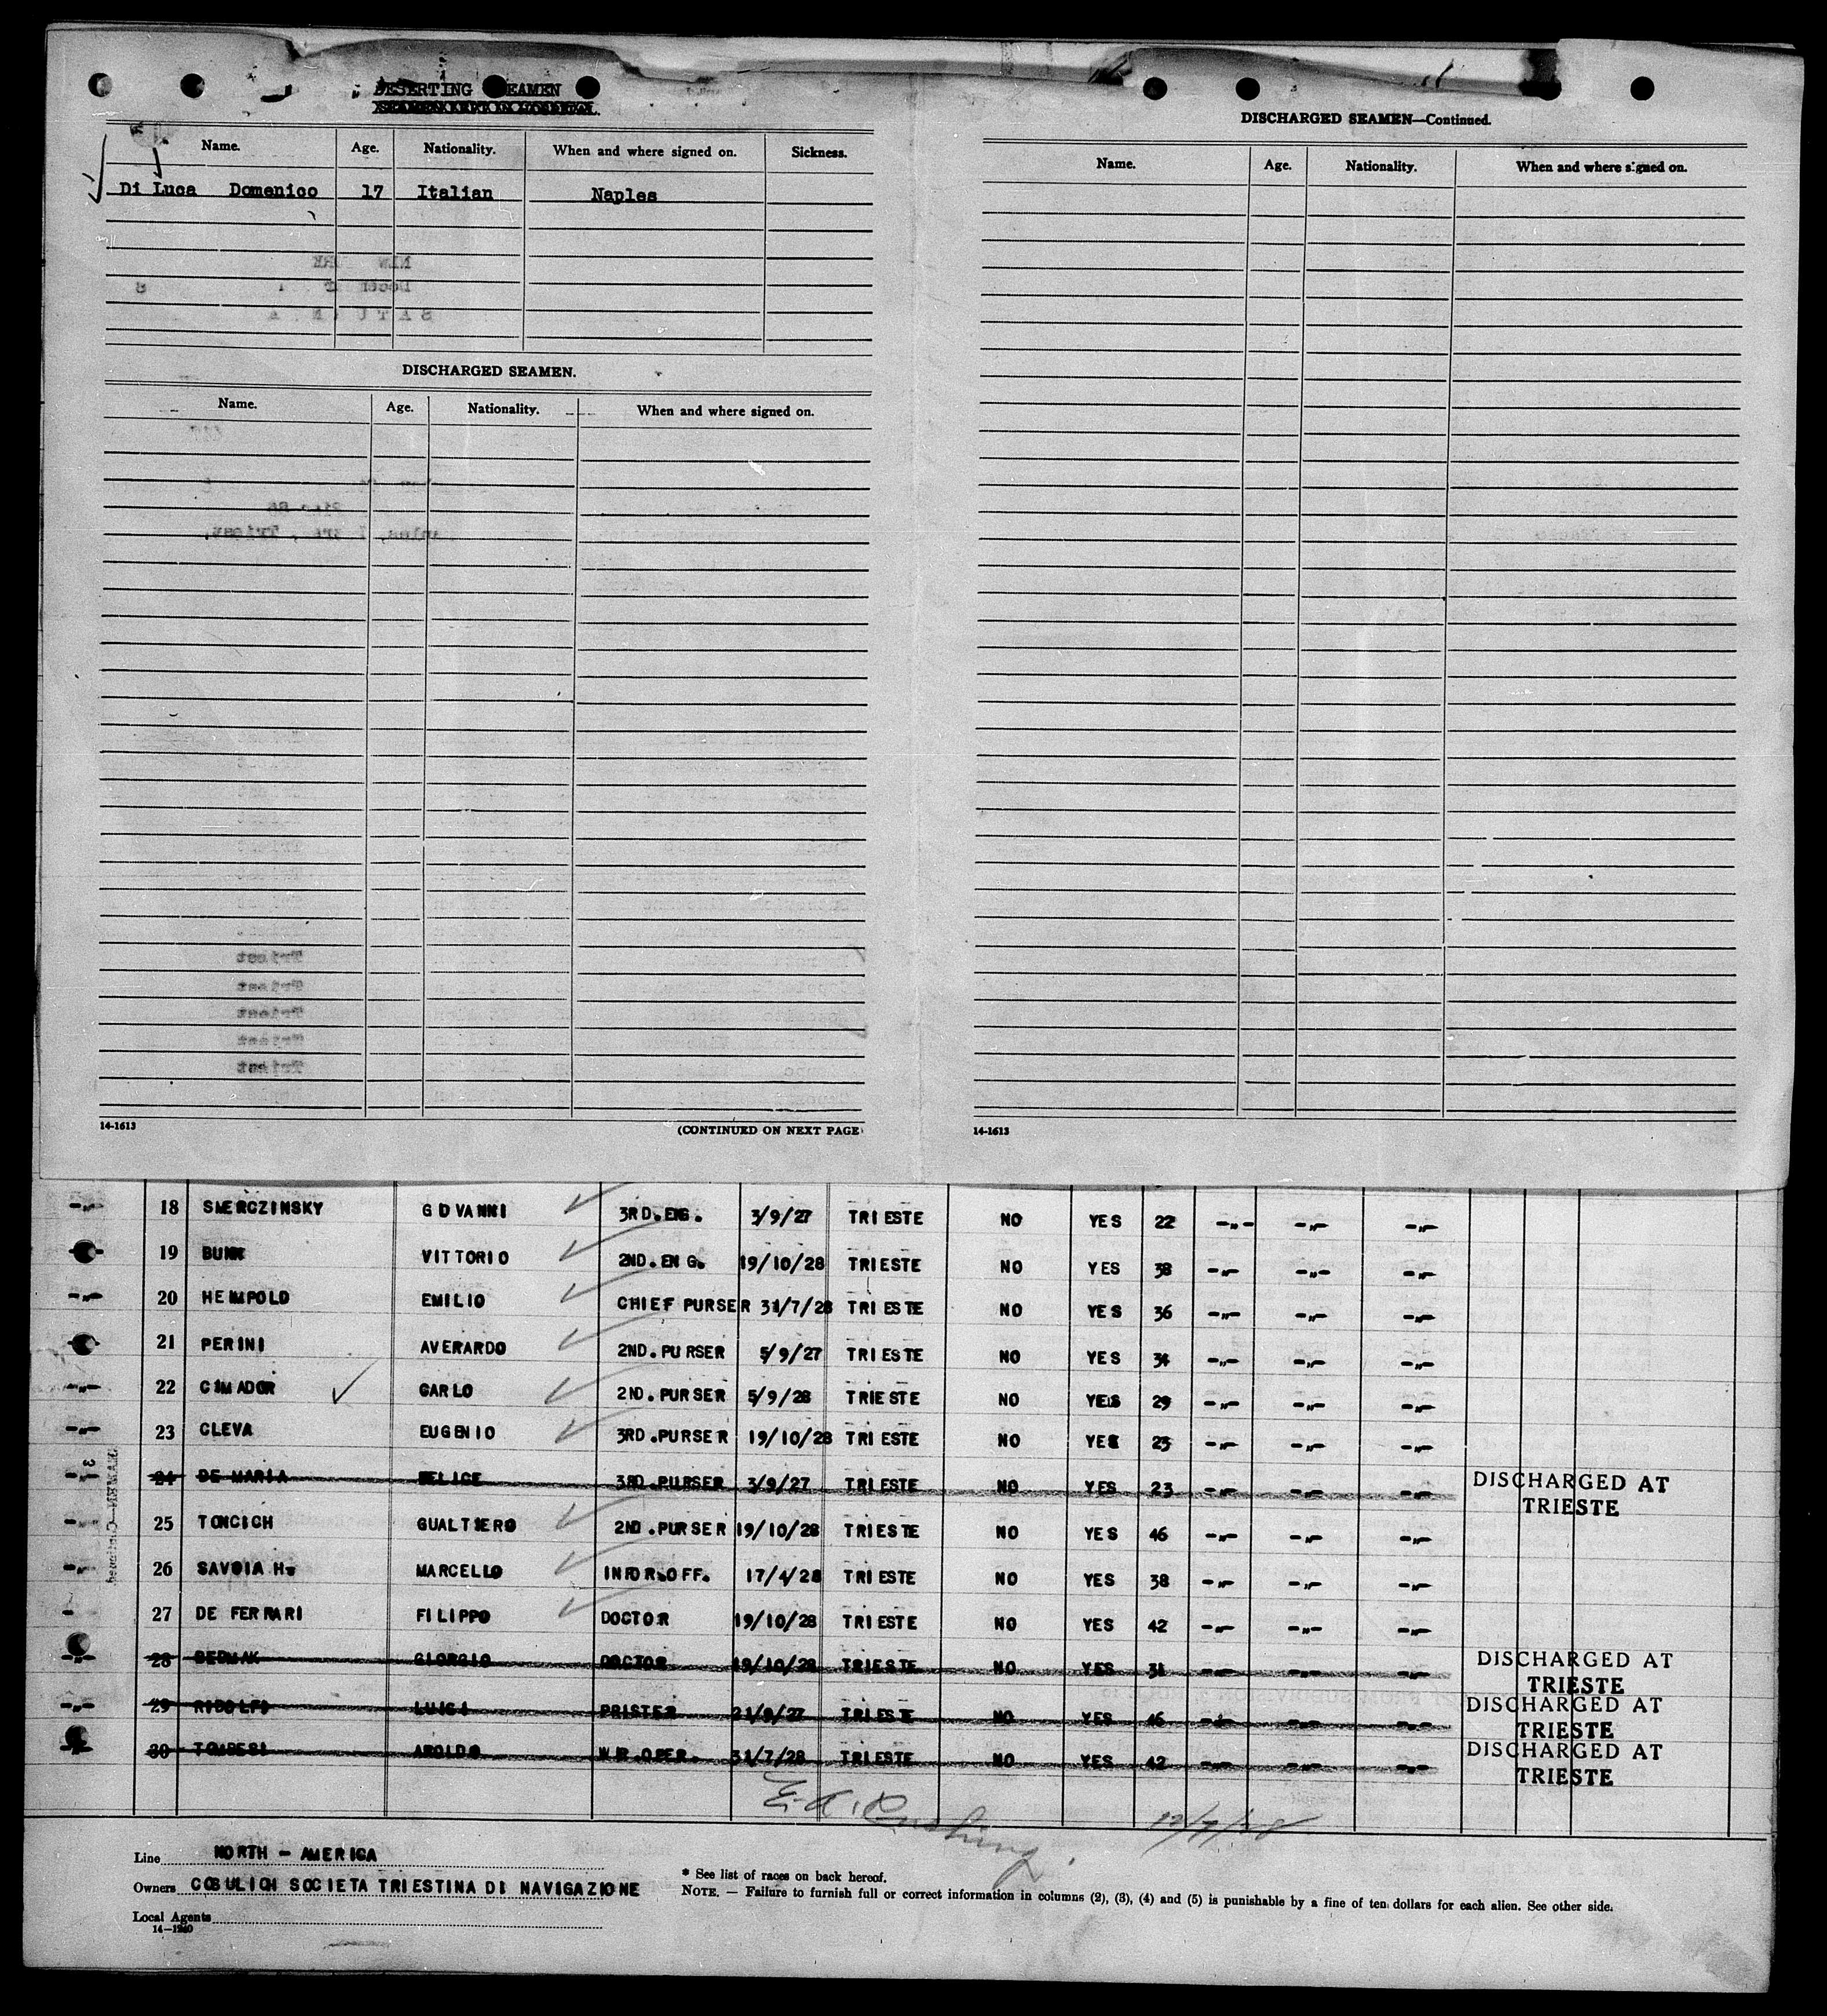 DESERTING SEAMEN
SEAMEN KEPT IN HOSPITAL.
Name. Age. Nationality. When and where signed on. Sickness.
Di Luca Domenico 17 Italian Naples
DISCHARGED SEAMEN.
Name. Age. Nationality. When and where signed on.
14-1613 (CONTINUED ON NEXT PAGE
DISCHARGED SEAMEN—Continued.
Name. Age. Nationality. When and where signed on.
14-1613
-"- 18 SMERCZINSKY GIOVANNI 3RD.ENG. 3/9/27 TRIESTE NO YES 22 -"- -"- -"-
19 VITTORIO 2ND.ENG. 19/10/28 TRIESTE NO YES 38 -"- -"- -"-
-"- 20 HEMPOLD EMILIO CHIEF PURSER 31/7/28 TRIESTE NO YES 36 -"- -"- -"-
21 PERINI AVERARDO 2ND.PURSER 5/9/27 TRIESTE NO YES -"- -"- -"-
-"- 22 CIMADOR CARLO 2ND.PURSER 5/9/28 TRIESTE NO YES 29 -"- -"- -"-
-"- 23 CLEVA EUGENIO 3RD.PURSER 19/10/28 TRIESTE NO YES -"- -"- -"-
-"- 24 DE MARIA FELICE 3RD.PURSER 3/9/27 TRIESTE NO YES 23 -"- -"- -"- DISCHARGED AT
TRIESTE
-"- 25 TONCICH GUALTIERO 2ND.PURSER 19/10/28 TRIESTE NO YES 46 -"- -"- -"-
-"- 26 SAVOIA H. MARCELLO INFOR.OFF. 17/4/28 TRIESTE NO YES 38 -"- -"- -"-
- 27 DE FERRARI FILIPPO DOCTOR 19/10/28 TRIESTE NO YES 42 -"- -"- -"-
28 GIORGIO DOCTOR 19/10/28 TRIESTE NO YES 31 -"- -"- -"- DISCHARGED AT
TRIESTE
-"- 29 RIDOLFI LUIGI PRISTER 21/9/27 TRIESTE NO YES 46 -"- -"- -"- DISCHARGED AT
TRIESTE
30 AROLDO WR.OPER. 31/7/28 TRIESTE NO YES 42 -"- -"- -"- DISCHARGED AT
TRIESTE
12/7/28
Line NORTH - AMERICA
Owners COSULICH SOCIETA TRIESTINA DI NAVIGAZIONE
Local Agents
14-1240
* See list of races on back hereof.
NOTE. — Failure to furnish full or correct information in columns (2), (3), (4) and (5) is punishable by a fine of ten dollars for each alien. See other side.